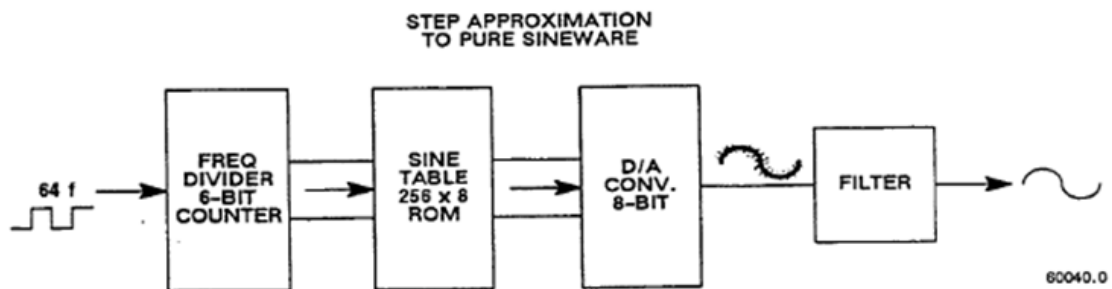 STEP APPROXIMATION
TO PURE SINEWARE
64 f
FREQ
DIVIDER
6-BIT
COUNTER
SINE
TABLE
256 x 8
ROM
D/A
CONV.
8-BIT
FILTER
60040.0